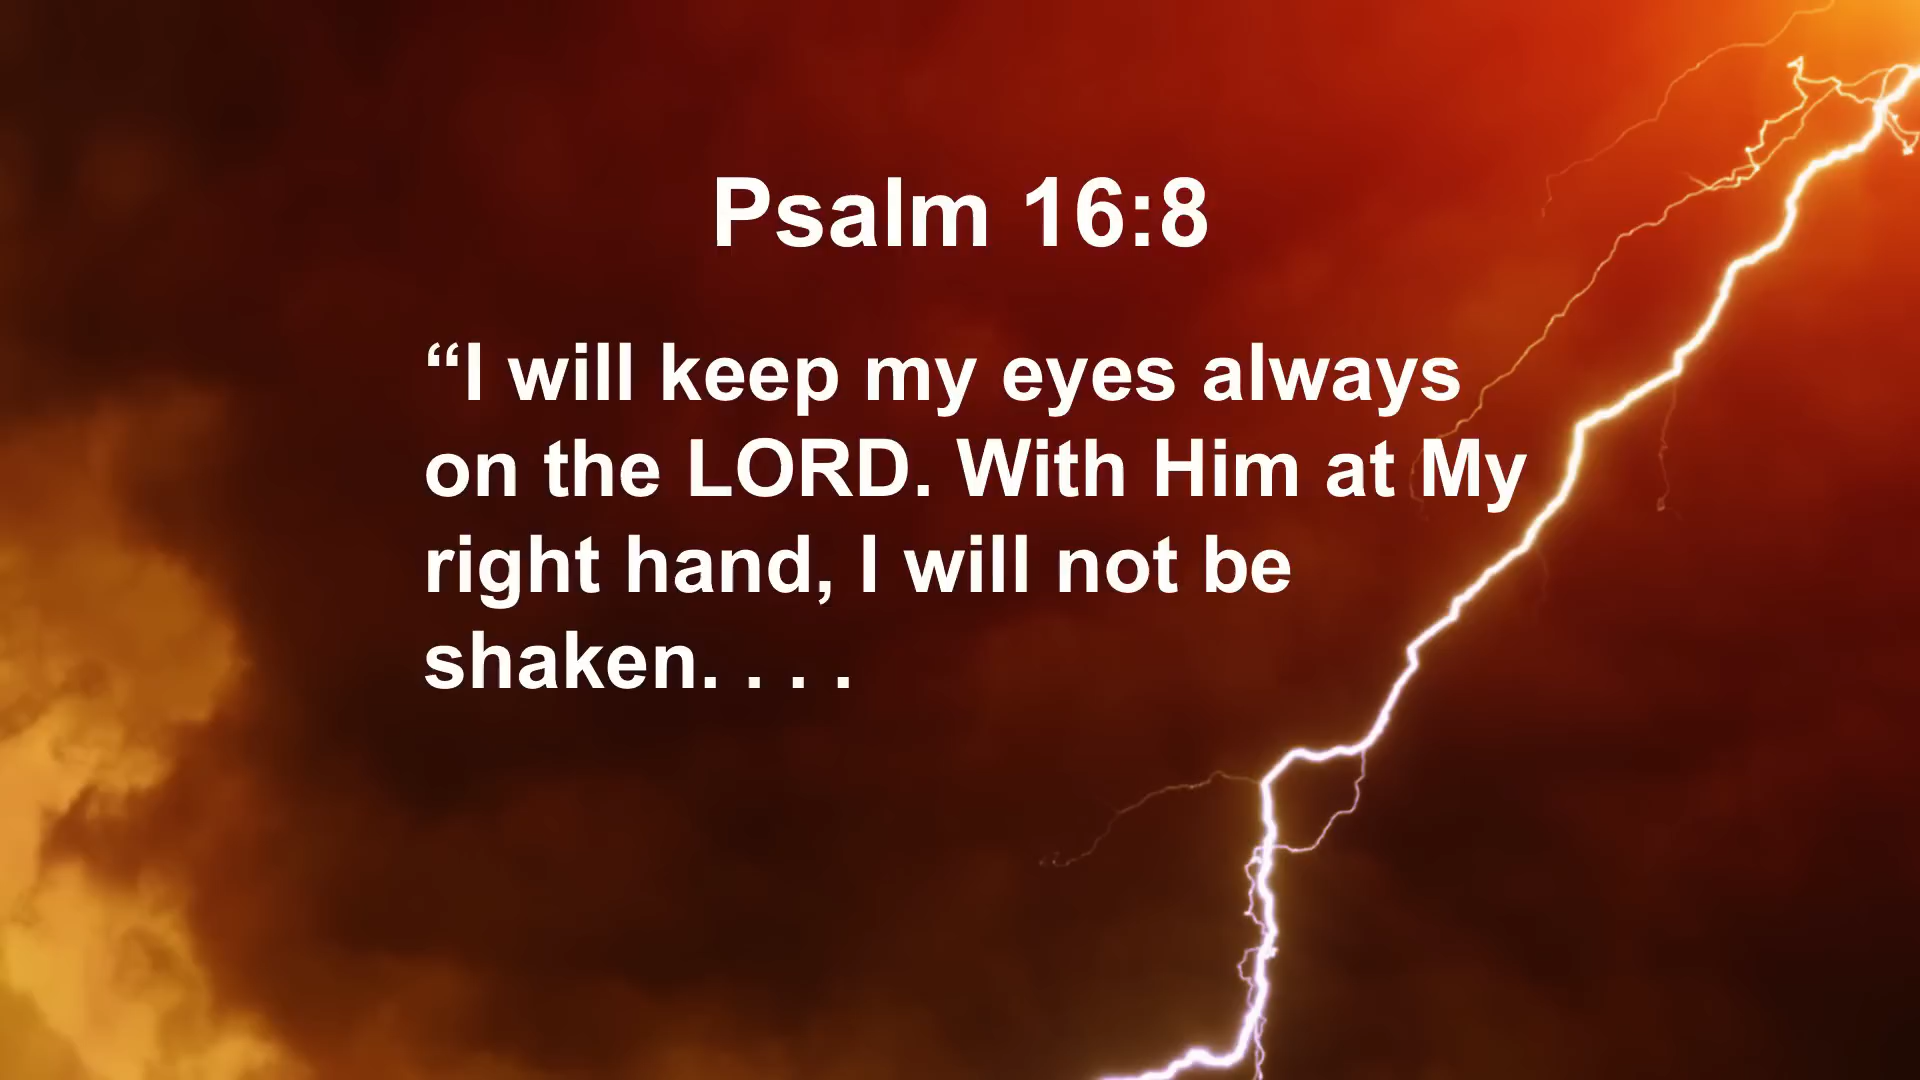 Psalm 16:8
“I will keep my eyes always
on the LORD. With Him at My
right hand, I will not be
shaken. . . .